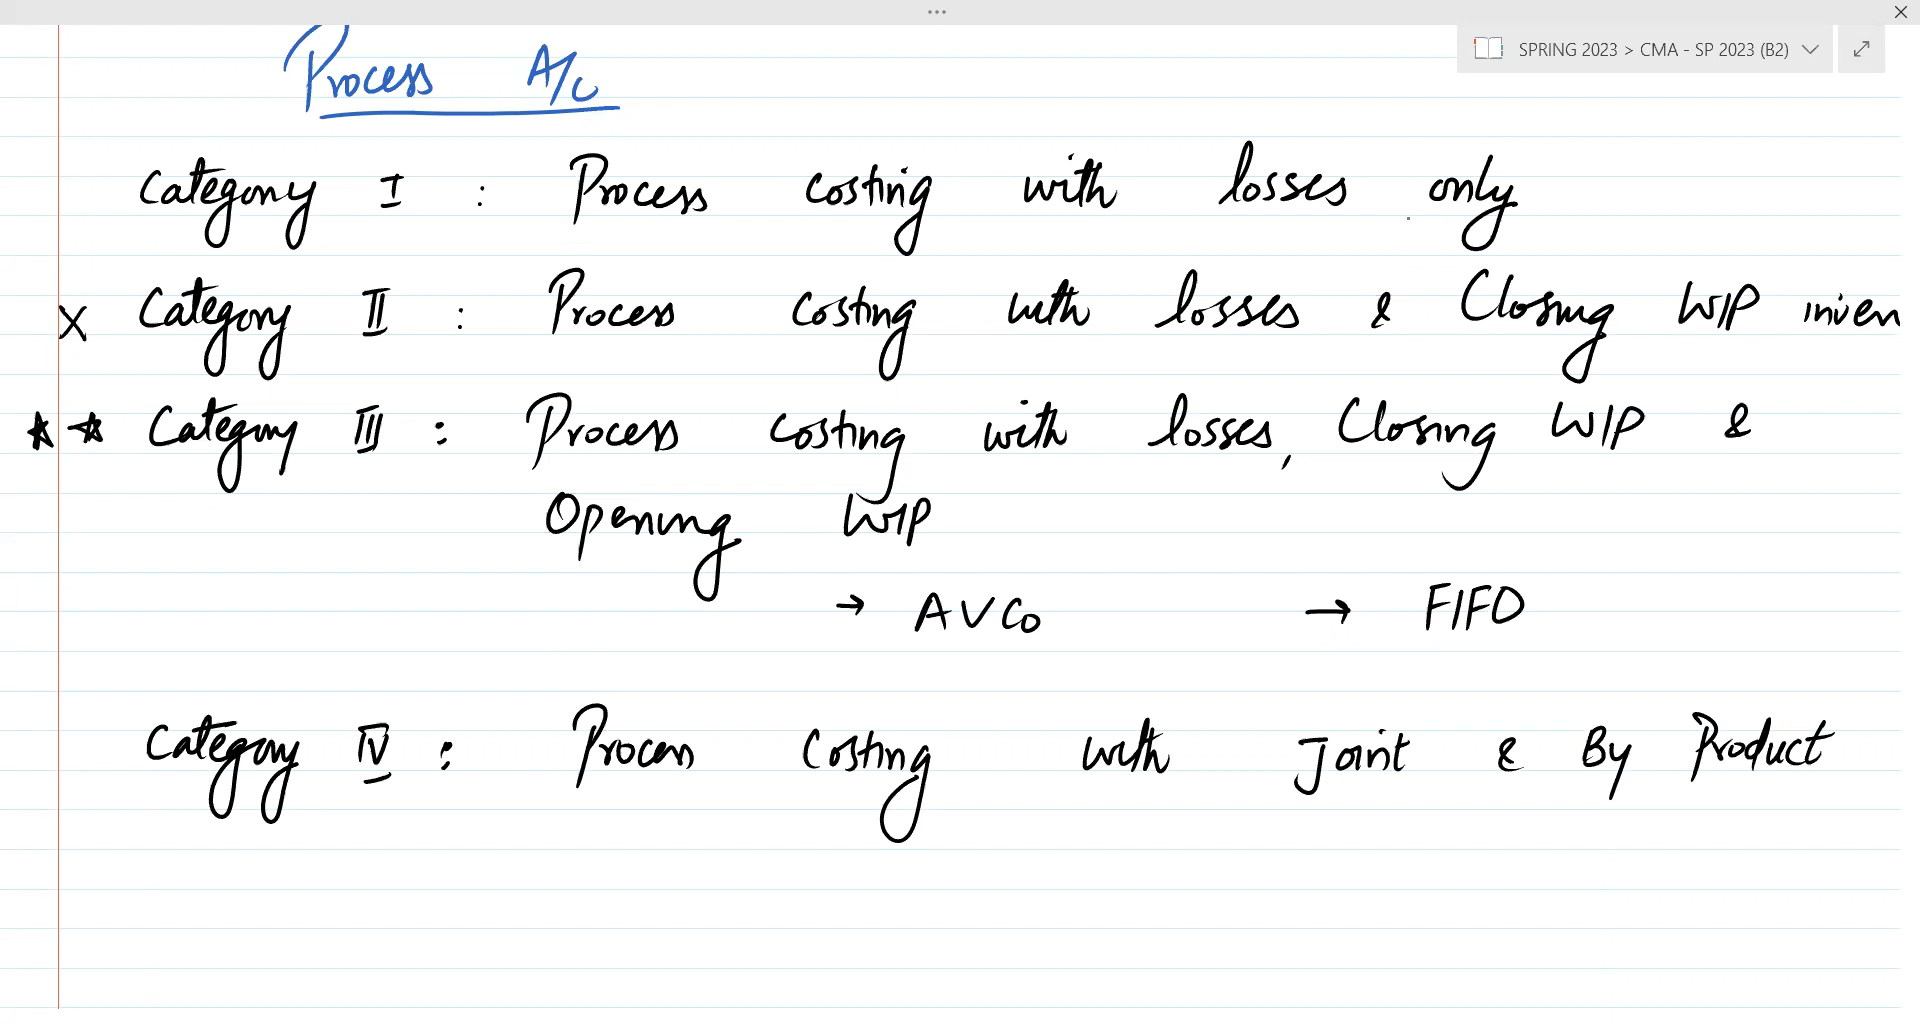 SPRING 2023 > CMA - SP 2023 (B2)
Process A/c
Category I : Process costing with losses only
X Category II : Process costing with losses & Closing WIP inven
Category III : Process costing with losses, Closing WIP &
Opening WIP
→ AVCo → FIFO
Category IV : Process Costing with Joint & By Product